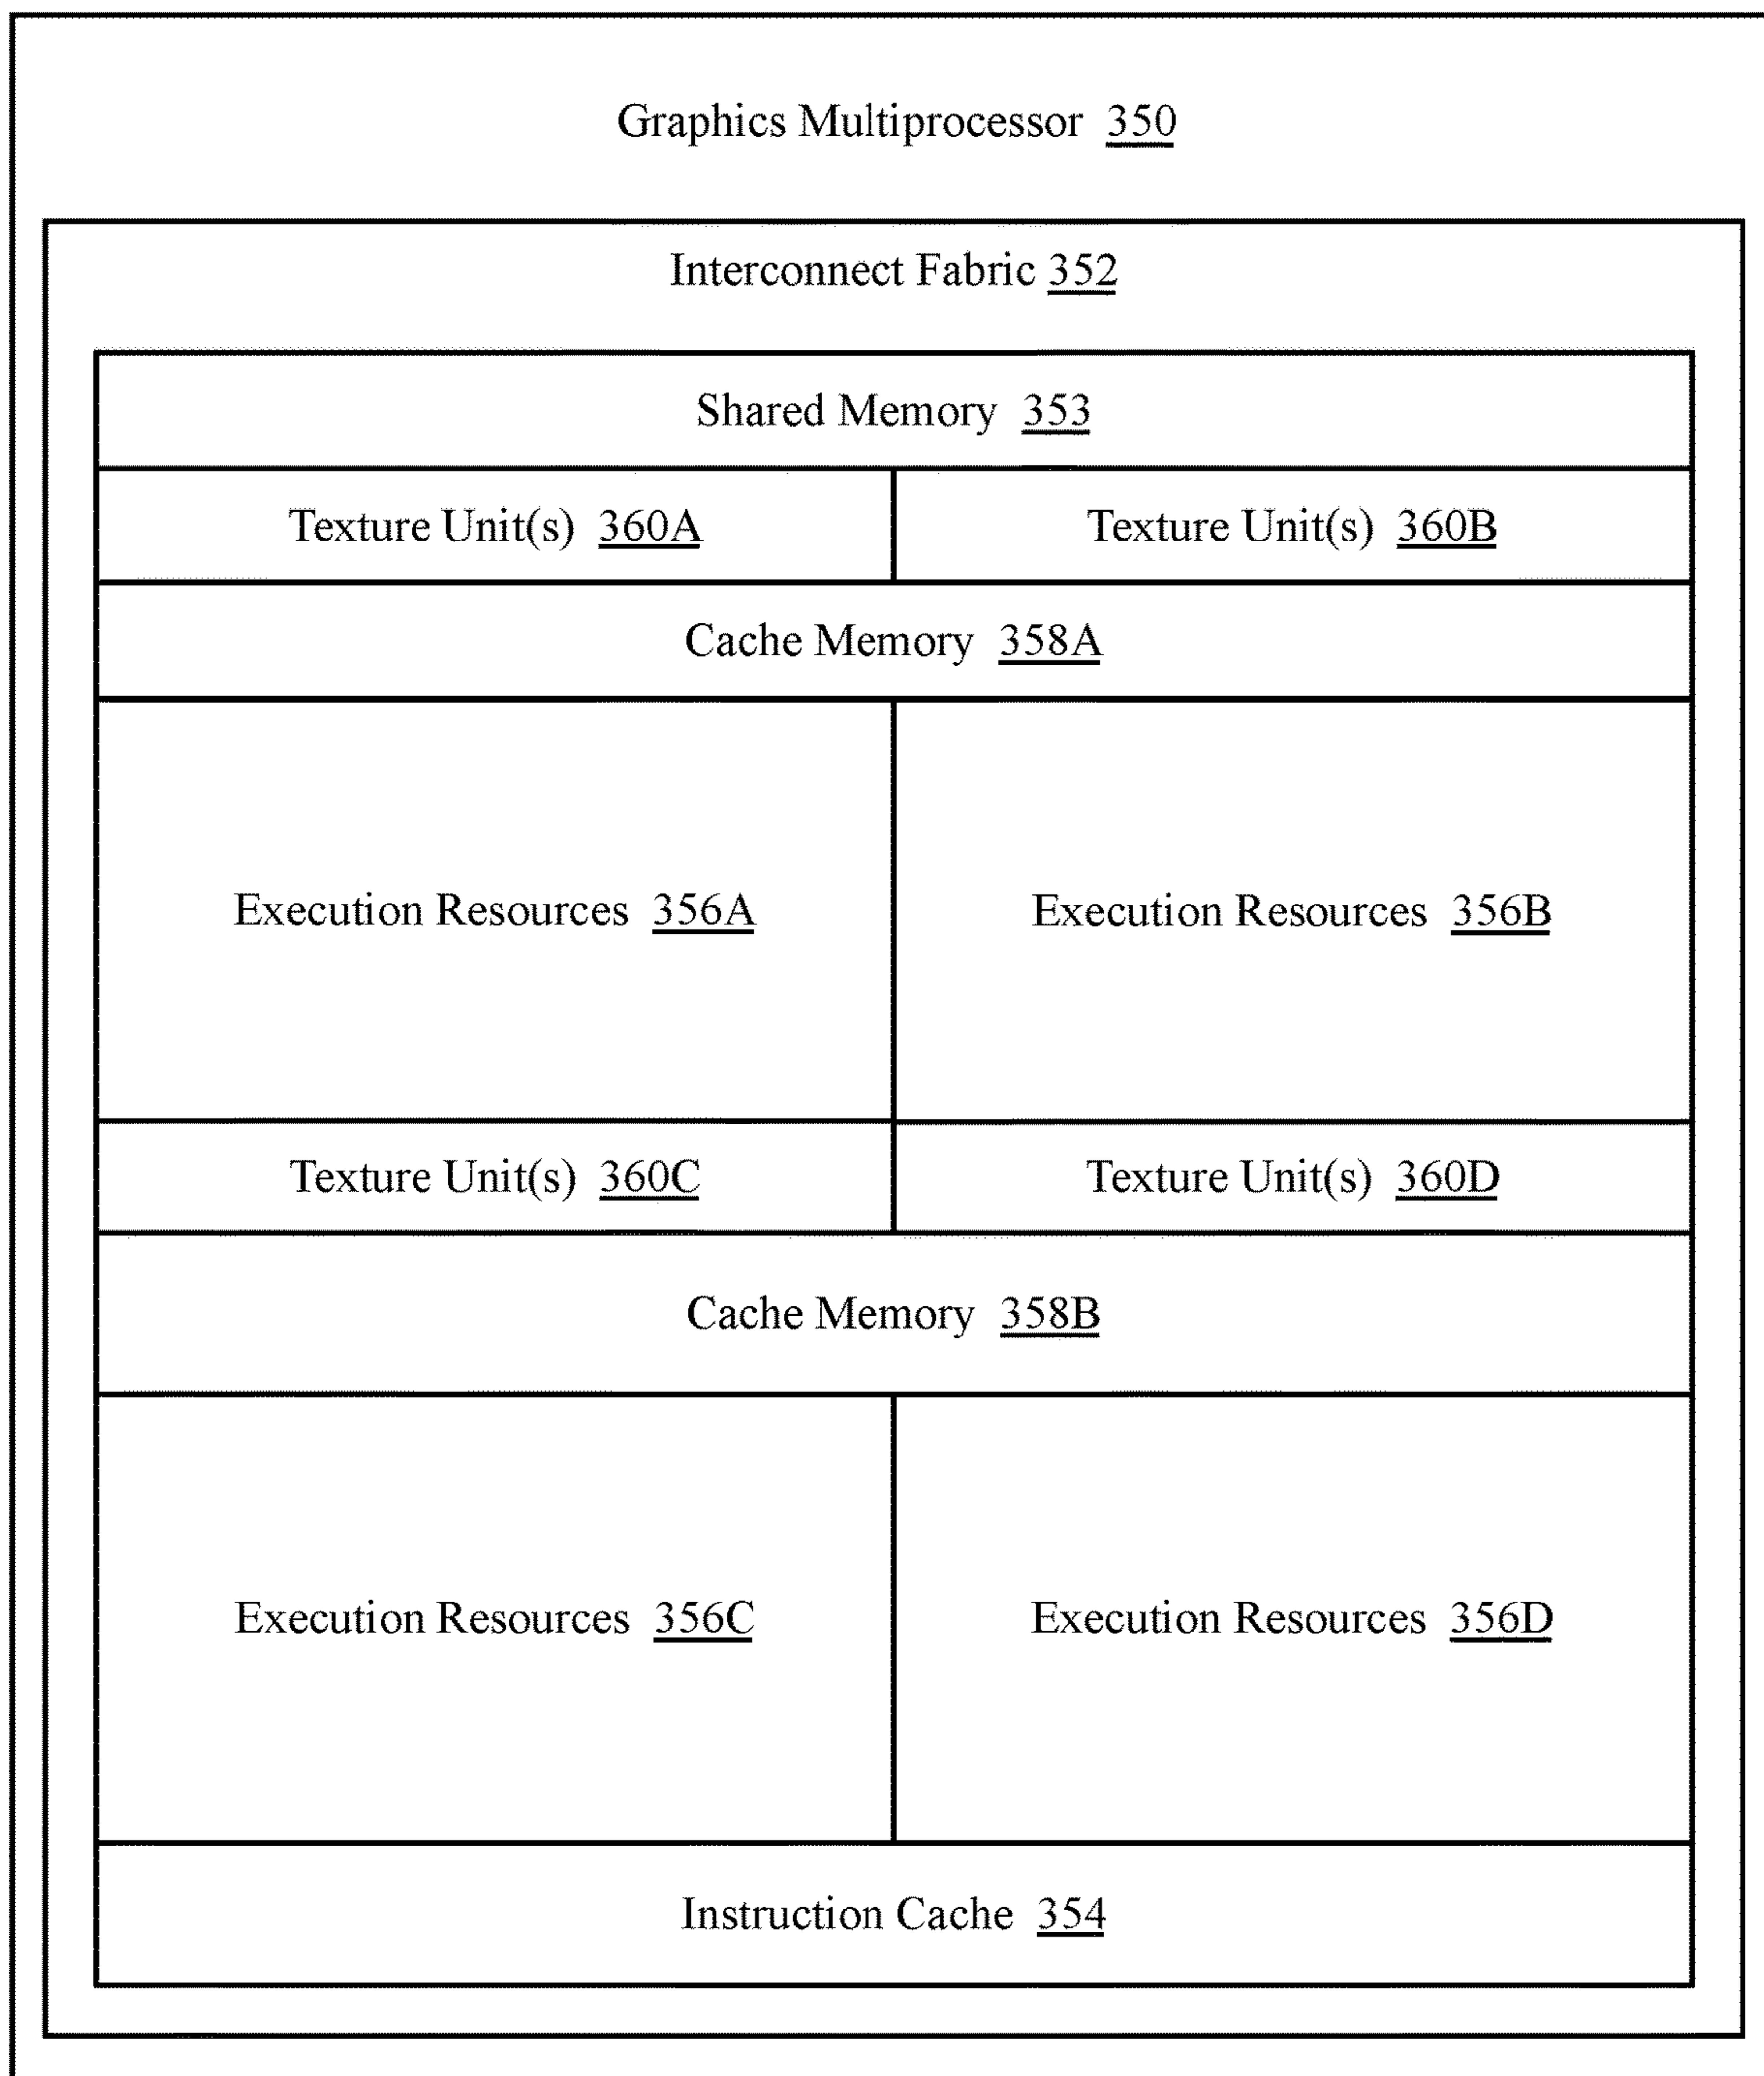 Graphics Multiprocessor 350
Interconnect Fabric 352
Shared Memory 353
Texture Unit(s) 360A
Texture Unit(s) 360B
Cache Memory 358A
Execution Resources 356A
Execution Resources 356B
Texture Unit(s) 360C
Texture Unit(s) 360D
Cache Memory 358B
Execution Resources 356C
Execution Resources 356D
Instruction Cache 354